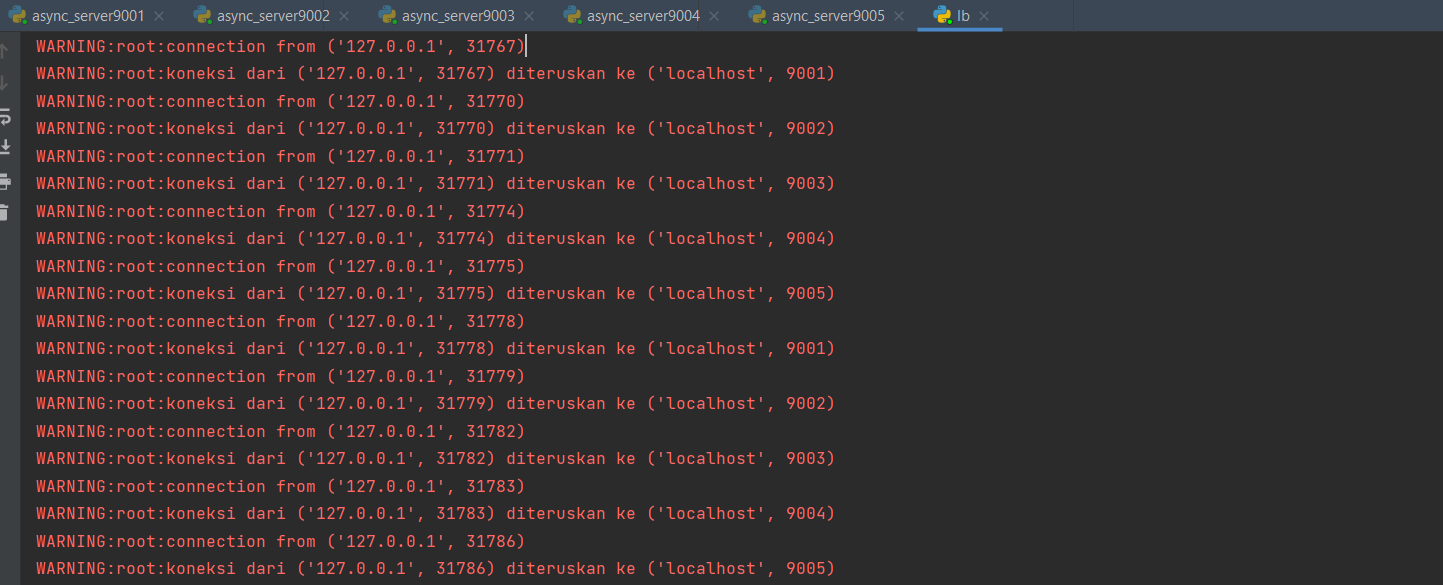 async_server9001 async_server9002 async_server9003 async_server9004 async_server9005 lb
WARNING:root:connection from ('127.0.0.1', 31767)
WARNING:root:koneksi dari ('127.0.0.1', 31767) diteruskan ke ('localhost', 9001)
WARNING:root:connection from ('127.0.0.1', 31770)
WARNING:root:koneksi dari ('127.0.0.1', 31770) diteruskan ke ('localhost', 9002)
WARNING:root:connection from ('127.0.0.1', 31771)
WARNING:root:koneksi dari ('127.0.0.1', 31771) diteruskan ke ('localhost', 9003)
WARNING:root:connection from ('127.0.0.1', 31774)
WARNING:root:koneksi dari ('127.0.0.1', 31774) diteruskan ke ('localhost', 9004)
WARNING:root:connection from ('127.0.0.1', 31775)
WARNING:root:koneksi dari ('127.0.0.1', 31775) diteruskan ke ('localhost', 9005)
WARNING:root:connection from ('127.0.0.1', 31778)
WARNING:root:koneksi dari ('127.0.0.1', 31778) diteruskan ke ('localhost', 9001)
WARNING:root:connection from ('127.0.0.1', 31779)
WARNING:root:koneksi dari ('127.0.0.1', 31779) diteruskan ke ('localhost', 9002)
WARNING:root:connection from ('127.0.0.1', 31782)
WARNING:root:koneksi dari ('127.0.0.1', 31782) diteruskan ke ('localhost', 9003)
WARNING:root:connection from ('127.0.0.1', 31783)
WARNING:root:koneksi dari ('127.0.0.1', 31783) diteruskan ke ('localhost', 9004)
WARNING:root:connection from ('127.0.0.1', 31786)
WARNING:root:koneksi dari ('127.0.0.1', 31786) diteruskan ke ('localhost', 9005)